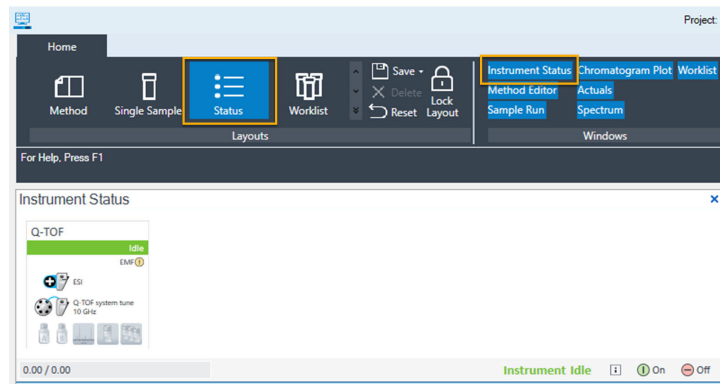 Project:
Home
Method
Single Sample
Status
Worklist
Save
Delete
Reset
Lock
Layout
Layouts
Instrument Status
Chromatogram Plot
Worklist
Method Editor
Actuals
Sample Run
Spectrum
Windows
For Help, Press F1
Instrument Status
Q-TOF
Idle
EMF
ESI
Q-TOF system tune
10 GHz
0.00 / 0.00
Instrument Idle
On
Off